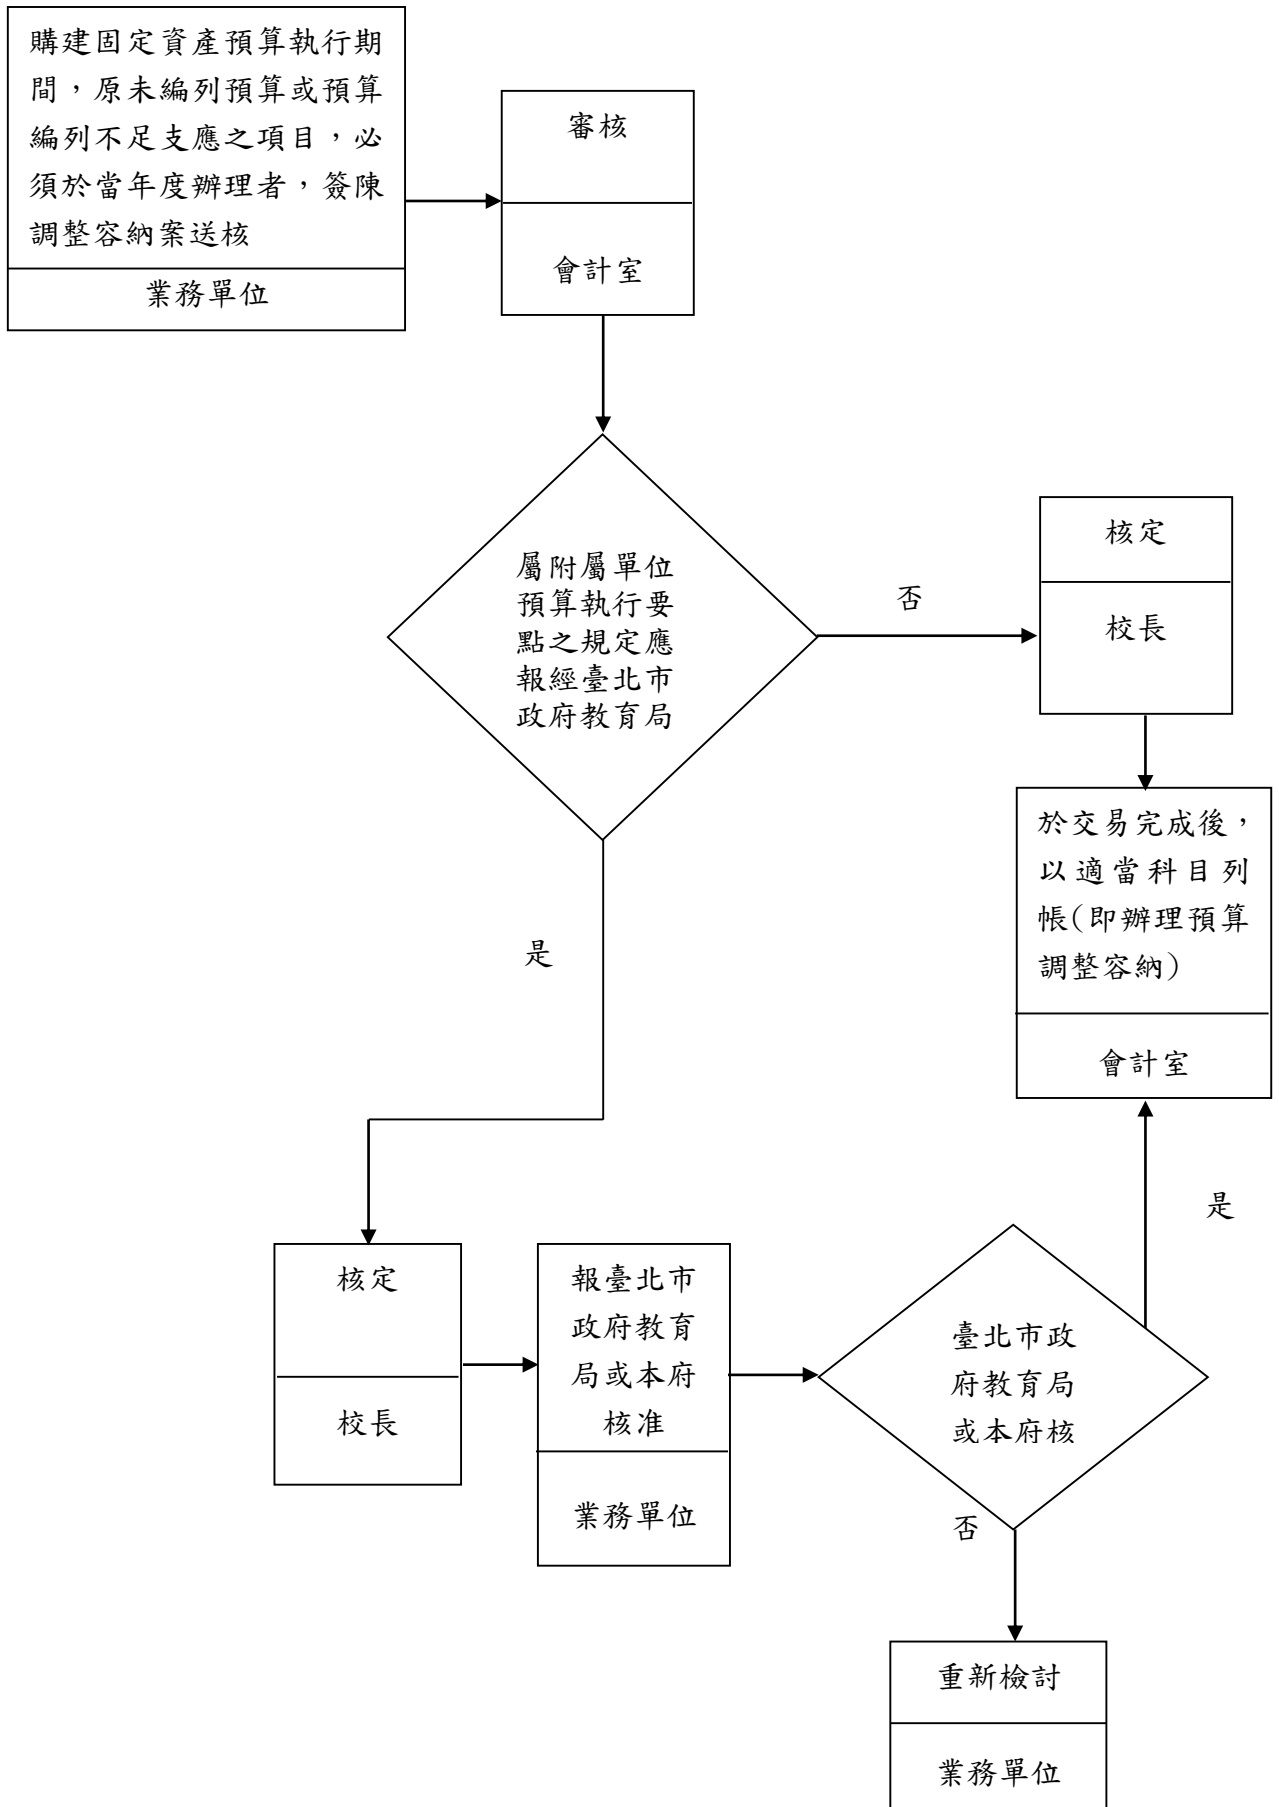 購建固定資產預算執行期
間，原未編列預算或預算
編列不足支應之項目，必
須於當年度辦理者，簽陳
調整容納案送核
業務單位
審核
會計室
屬附屬單位
預算執行要
點之規定應
報經臺北市
政府教育局
否
核定
校長
於交易完成後，
以適當科目列
帳(即辦理預算
調整容納)
會計室
是
是
核定
校長
報臺北市
政府教育
局或本府
核准
業務單位
臺北市政
府教育局
或本府核
否
重新檢討
業務單位